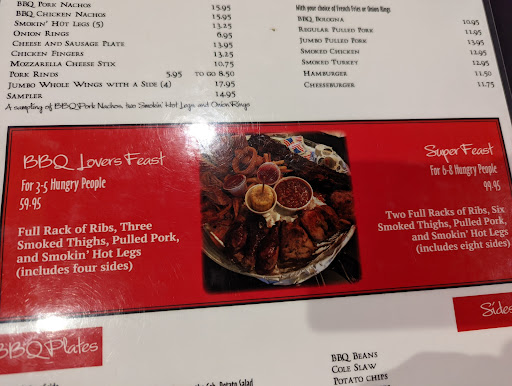 BBQ Pork Nachos 15.95
BBQ Chicken Nachos 15.95
Smokin' Hot Legs (5) 13.25
Onion Rings 6.95
Cheese and Sausage Plate 13.95
Chicken Fingers 13.25
Mozzarella Cheese Stix 10.75
Pork Rinds 5.95 to go 8.50
Jumbo Whole Wings with a Side (4) 17.95
Sampler 14.95
A sampling of BBQ Pork Nachos, two Smokin' Hot Legs and Onion Rings
With your choice of French Fries or Onion Rings
BBQ Bologna 10.95
Regular Pulled Pork 11.95
Jumbo Pulled Pork 13.95
Smoked Chicken 12.95
Smoked Turkey 12.95
Hamburger 11.50
Cheeseburger 11.75
BBQ Lovers Feast
For 3-5 Hungry People
59.95
Full Rack of Ribs, Three
Smoked Thighs, Pulled Pork,
and Smokin' Hot Legs
(includes four sides)
Super Feast
For 6-8 Hungry People
99.95
Two Full Racks of Ribs, Six
Smoked Thighs, Pulled Pork,
and Smokin' Hot Legs
(includes eight sides)
BBQ Plates
Sides
BBQ Beans
Cole Slaw
Potato Chips
Potato Salad